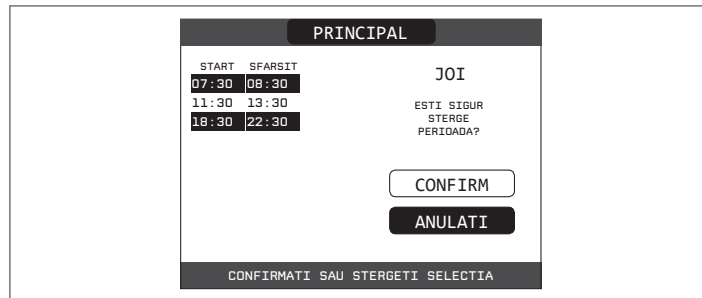 PRINCIPAL
START SFARSIT
07:30 08:30
11:30 13:30
18:30 22:30
JOI
ESTI SIGUR
STERGE
PERIOADA?
CONFIRM
ANULATI
CONFIRMATI SAU STERGETI SELECTIA